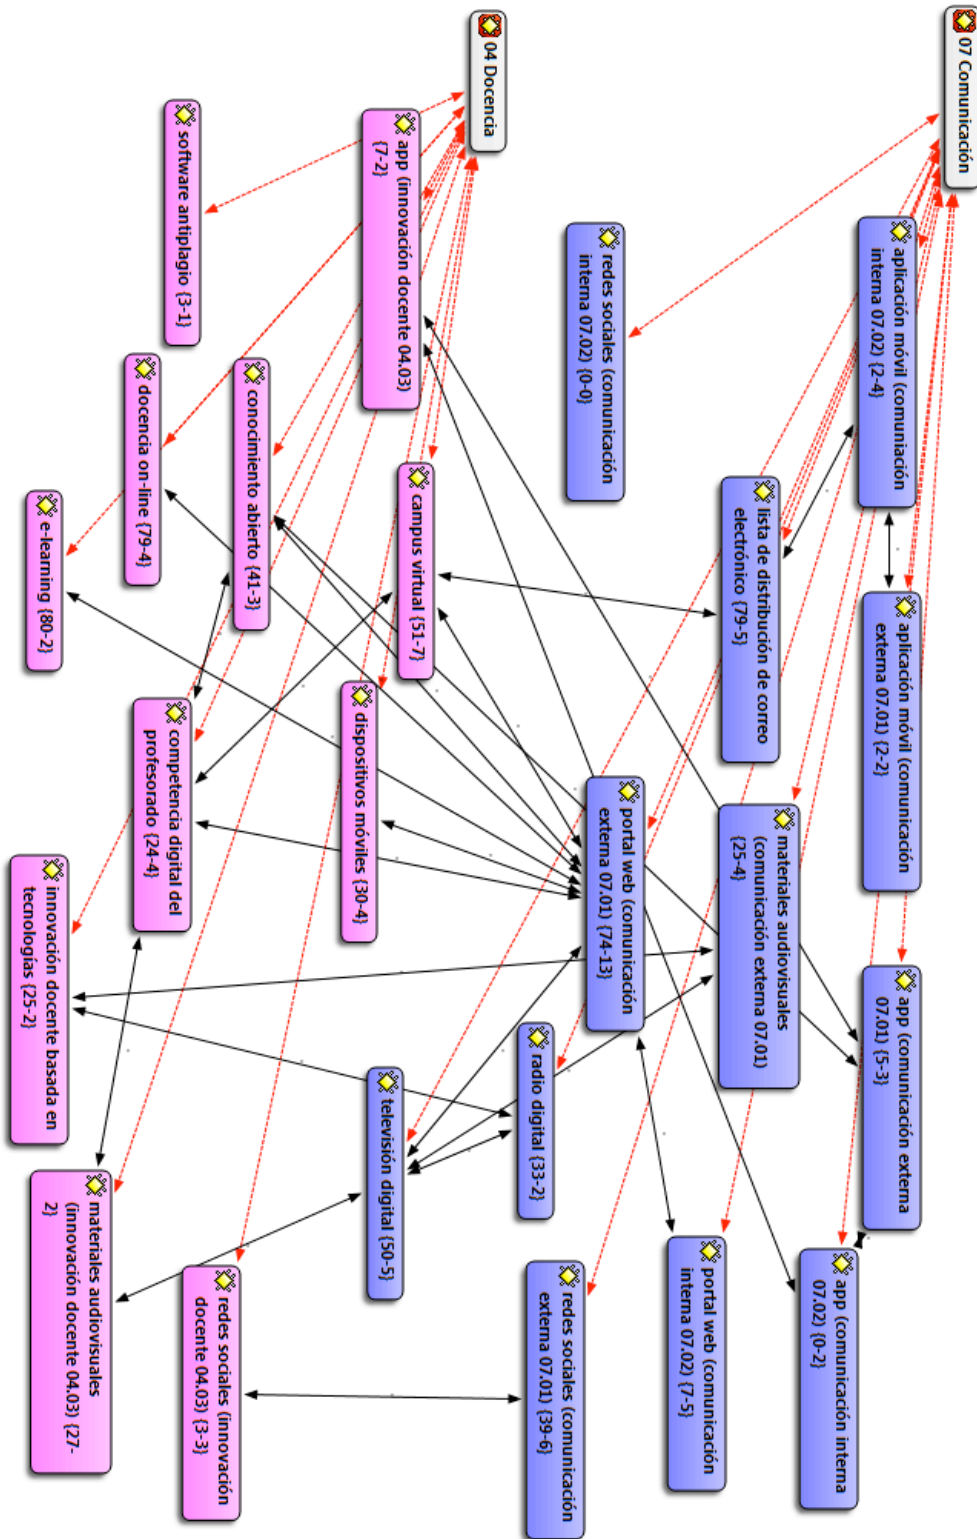 07 Comunicación
aplicación móvil (comuniación
interna 07.02) {2-4}
aplicación móvil (comunicación
externa 07.01) {2-2}
app (comunicación externa
07.01) {5-3}
app (comunicación interna
07.02) {0-2}
lista de distribución de correo
electrónico {79-5}
materiales audiovisuales
(comunicación externa 07.01)
{25-4}
portal web (comunicación
interna 07.02) {7-5}
redes sociales (comunicación
interna 07.02) {0-0}
portal web (comunicación
externa 07.01) {74-13}
radio digital {33-2}
redes sociales (comunicación
externa 07.01) {39-6}
04 Docencia
app (innovación docente 04.03)
{7-2}
campus virtual {51-7}
dispositivos móviles {30-4}
televisión digital {50-5}
conocimiento abierto {41-3}
software antiplagio {3-1}
competencia digital del
profesorado {24-4}
redes sociales (innovación
docente 04.03) {3-3}
docencia on-line {79-4}
e-learning {80-2}
innovación docente basada en
tecnologías {25-2}
materiales audiovisuales
(innovación docente 04.03) {27-
2}